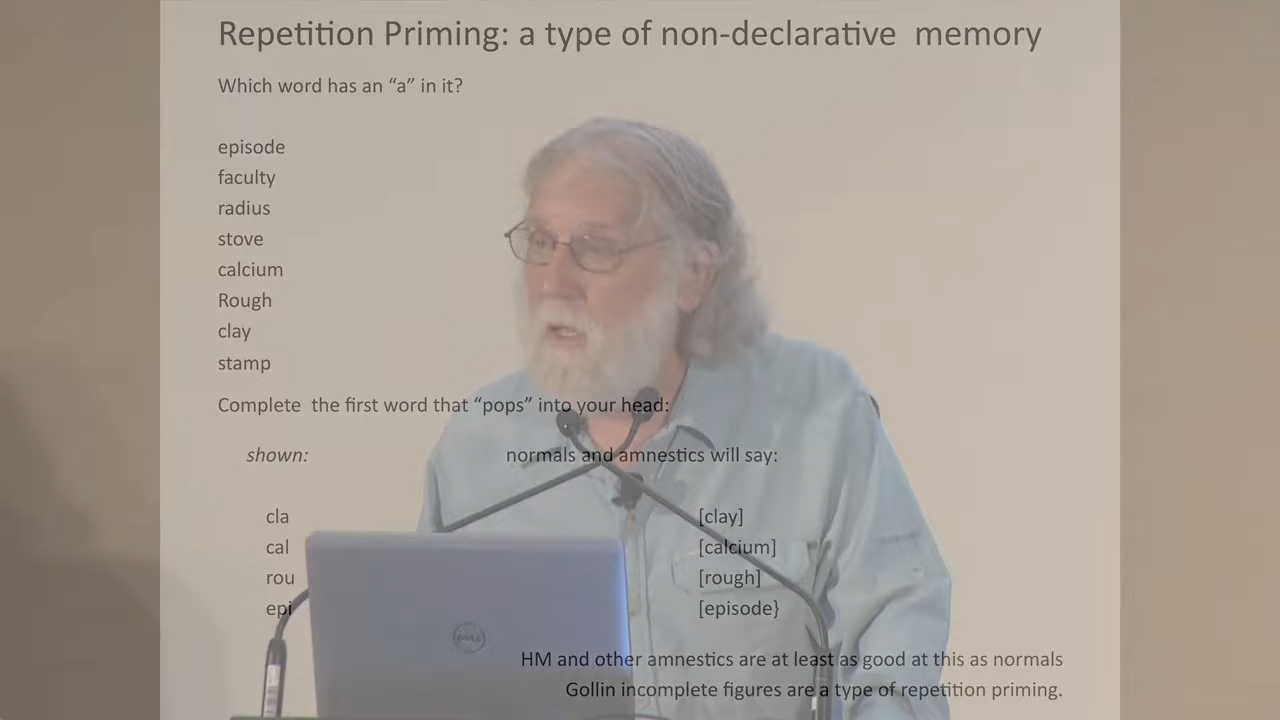 Repetition Priming: a type of non-declarative memory
Which word has an “a” in it?
episode
faculty
radius
stove
calcium
Rough
clay
stamp
Complete the first word that “pops” into your head:
shown: normals and amnestics will say:
cla [clay]
cal [calcium]
rou [rough]
epi [episode}
DELL
HM and other amnestics are at least as good at this as normals
Gollin incomplete figures are a type of repetition priming.